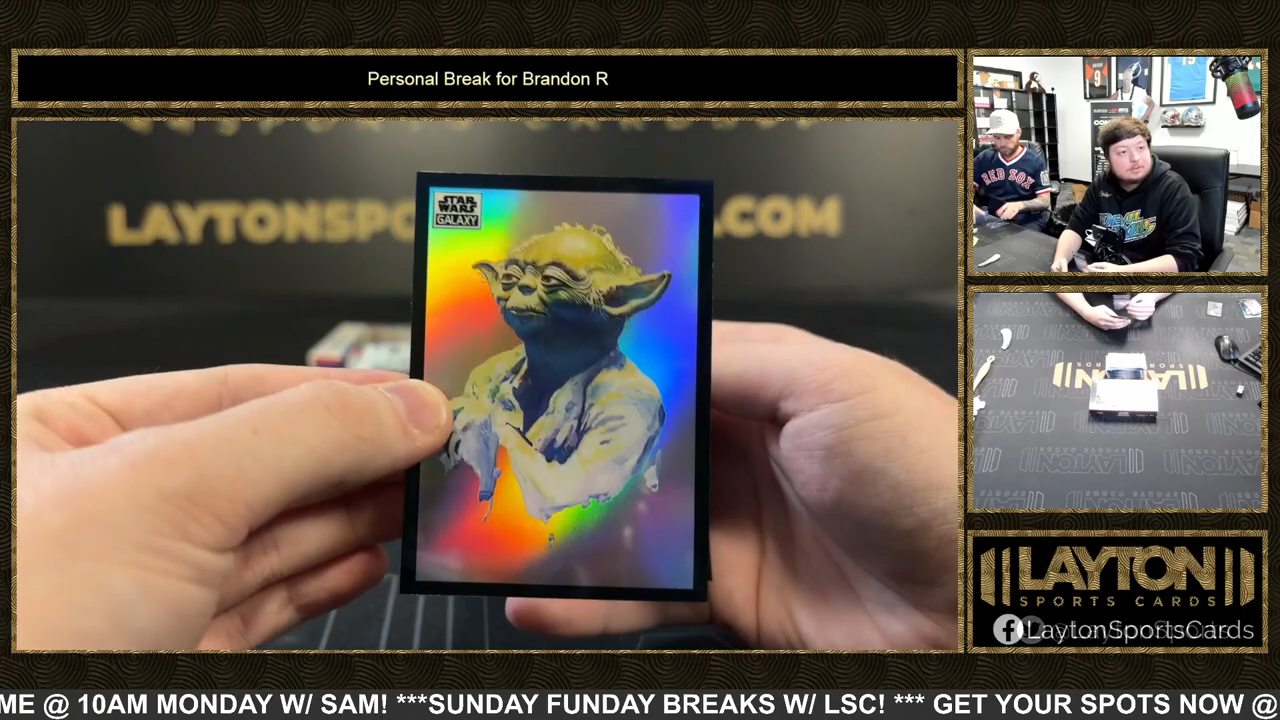 Personal Break for Brandon R
LAYTONSPO .COM
STAR
WARS
GALAXY
RED SOX
LAYTON
LAYTON
SPORTS CARDS
LaytonSportsCards
ME @ 10AM MONDAY W/ SAM! ***SUNDAY FUNDAY BREAKS W/ LSC! *** GET YOUR SPOTS NOW @